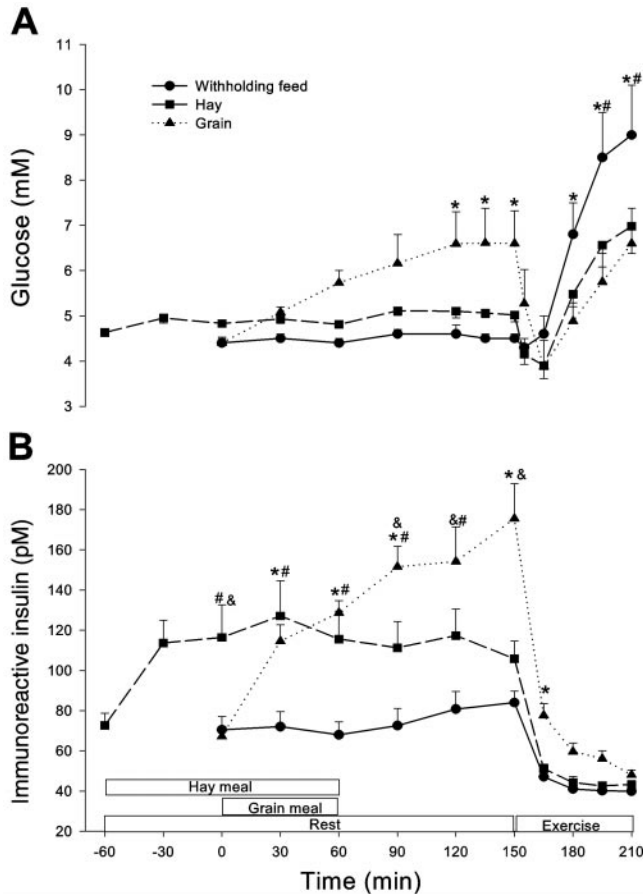 A
11
10
9
8
7
6
5
4
3
Glucose (mM)
Withholding feed
Hay
Grain
* * *
*
*#
*#
B
200
180
160
140
120
100
80
60
40
20
Immunoreactive insulin (pM)
#&
*#
*#
&
*#
&#
*&
*
Hay meal
Grain meal
Rest
Exercise
-60 -30 0 30 60 90 120 150 180 210
Time (min)